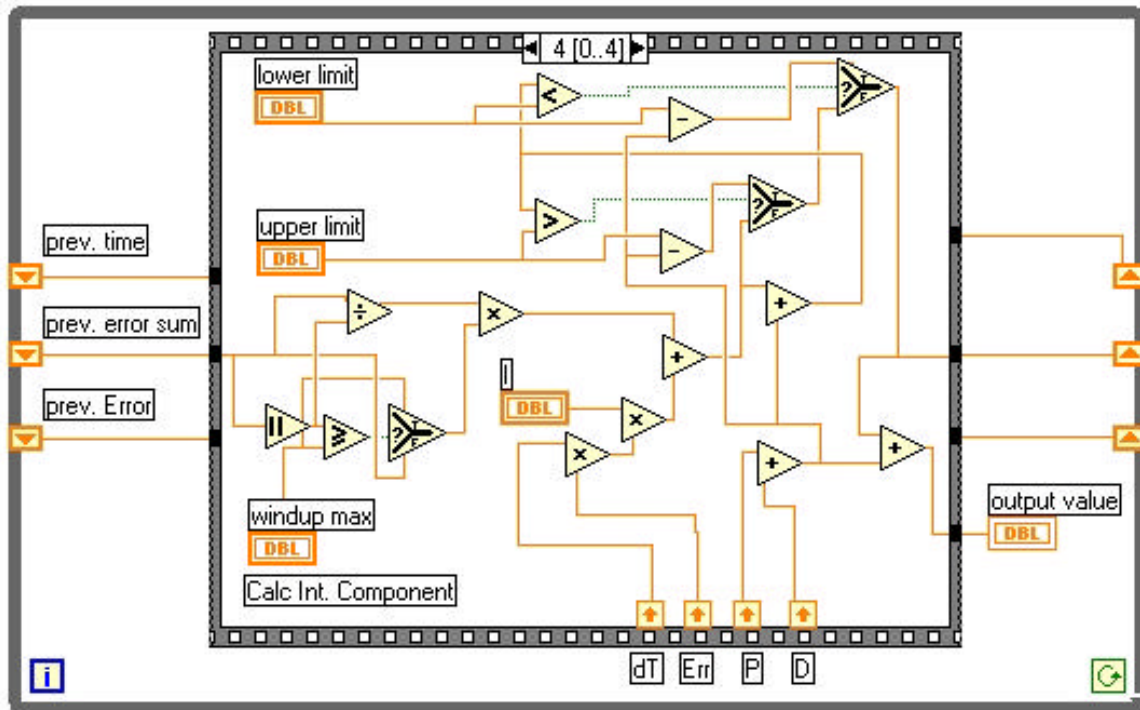 4 [0..4]
lower limit
DBL
upper limit
DBL
prev. time
prev. error sum
prev. Error
I
DBL
windup max
DBL
Calc Int. Component
output value
DBL
dT Err P D
i